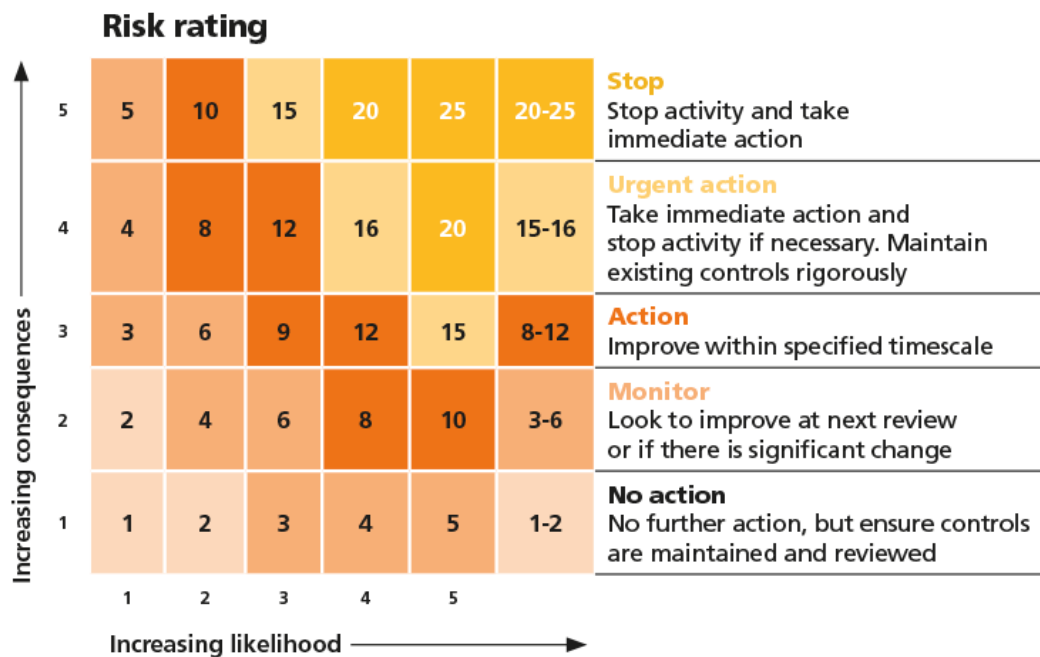 Risk rating
Increasing consequences
5
5
10
15
20
25
20-25
Stop
Stop activity and take
immediate action
4
4
8
12
16
20
15-16
Urgent action
Take immediate action and
stop activity if necessary. Maintain
existing controls rigorously
3
3
6
9
12
15
8-12
Action
Improve within specified timescale
2
2
4
6
8
10
3-6
Monitor
Look to improve at next review
or if there is significant change
1
1
2
3
4
5
1-2
No action
No further action, but ensure controls
are maintained and reviewed
1
2
3
4
5
Increasing likelihood